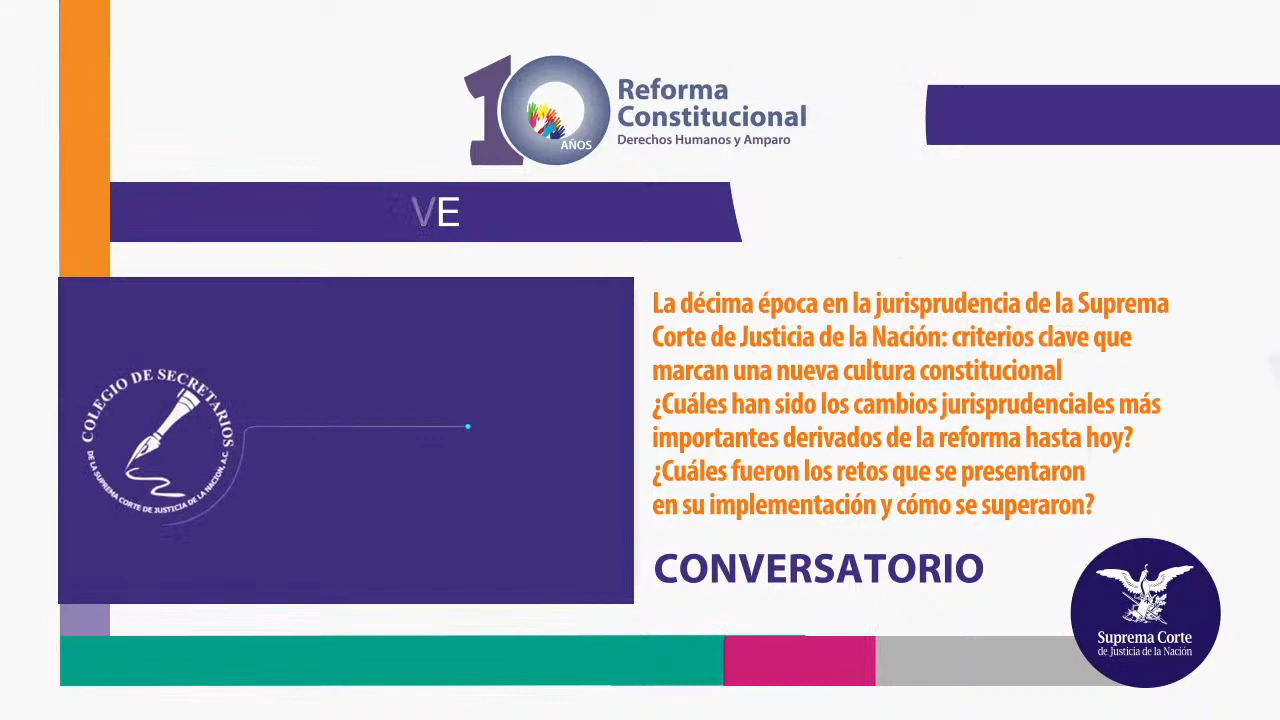 10
AÑOS
Reforma
Constitucional
Derechos Humanos y Amparo
VE
La décima época en la jurisprudencia de la Suprema
Corte de Justicia de la Nación: criterios clave que
marcan una nueva cultura constitucional
¿Cuáles han sido los cambios jurisprudenciales más
importantes derivados de la reforma hasta hoy?
¿Cuáles fueron los retos que se presentaron
en su implementación y cómo se superaron?
CONVERSATORIO
COLEGIO DE SECRETARIOS
DE LA SUPREMA CORTE DE JUSTICIA DE LA NACIÓN, A.C.
Suprema Corte
de Justicia de la Nación